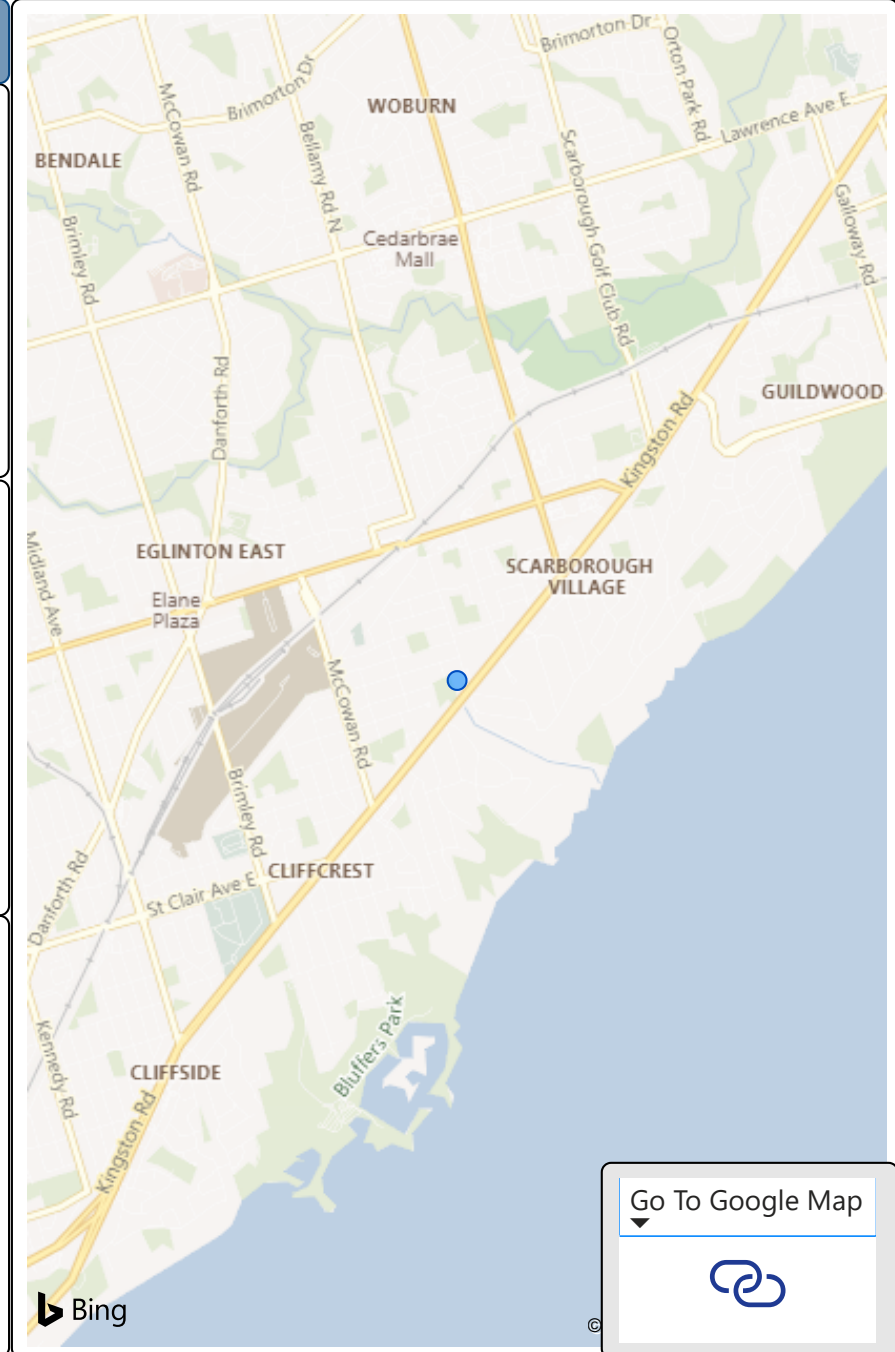 Brimorton Dr
Orton Park Rd
McCowan Rd
Brimorton Dr
WOBURN
Lawrence Ave E
BENDALE
Bellamy Rd N
Scarborough Golf Club Rd
Galloway Rd
Brimley Rd
Cedarbrae
Mall
Danforth Rd
GUILDWOOD
Kingston Rd
Midland Ave
EGLINTON EAST
SCARBOROUGH
VILLAGE
Elane
Plaza
McCowan Rd
Brimley Rd
CLIFFCREST
St Clair Ave E
Danforth Rd
Bluffers Park
Kennedy Rd
CLIFFSIDE
Kingston Rd
Go To Google Map
Bing
©